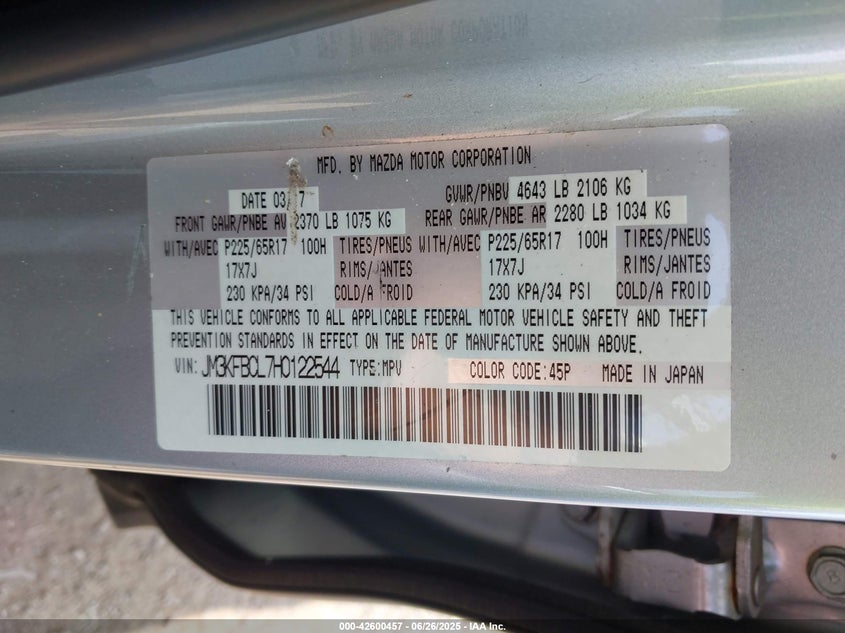 MFD. BY MAZDA MOTOR CORPORATION
DATE 03/17 GVWR/PNBV 4643 LB 2106 KG
FRONT GAWR/PNBE AV 2370 LB 1075 KG REAR GAWR/PNBE AR 2280 LB 1034 KG
WITH/AVEC P225/65R17 100H TIRES/PNEUS WITH/AVEC P225/65R17 100H TIRES/PNEUS
17X7J RIMS/JANTES 17X7J RIMS/JANTES
230 KPA/34 PSI COLD/A FROID 230 KPA/34 PSI COLD/A FROID
THIS VEHICLE CONFORMS TO ALL APPLICABLE FEDERAL MOTOR VEHICLE SAFETY AND THEFT
PREVENTION STANDARDS IN EFFECT ON THE DATE OF MANUFACTURE SHOWN ABOVE.
VIN: JM3KFBCL7H0122544 TYPE:MPV COLOR CODE:45P MADE IN JAPAN
000-42600457 - 06/26/2025 - IAA Inc.